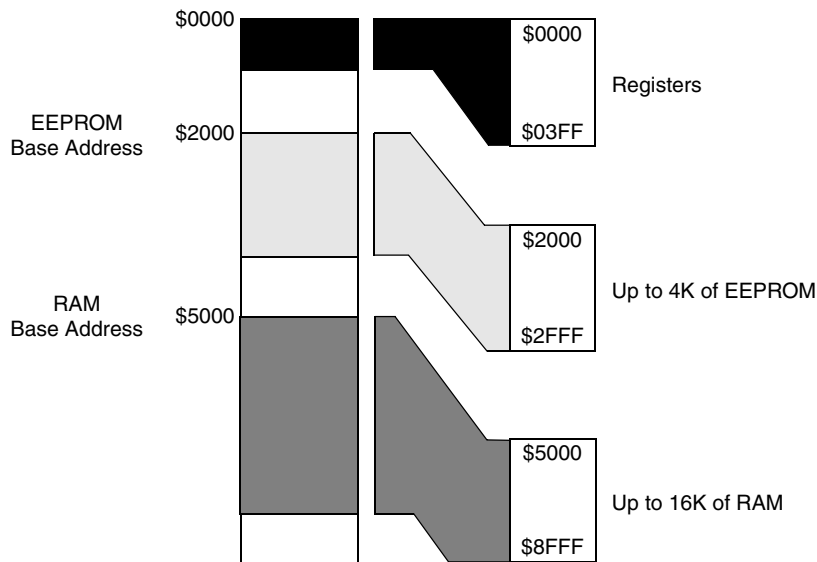 $0000
$0000
Registers
$03FF
EEPROM
Base Address
$2000
$2000
Up to 4K of EEPROM
$2FFF
RAM
Base Address
$5000
$5000
Up to 16K of RAM
$8FFF